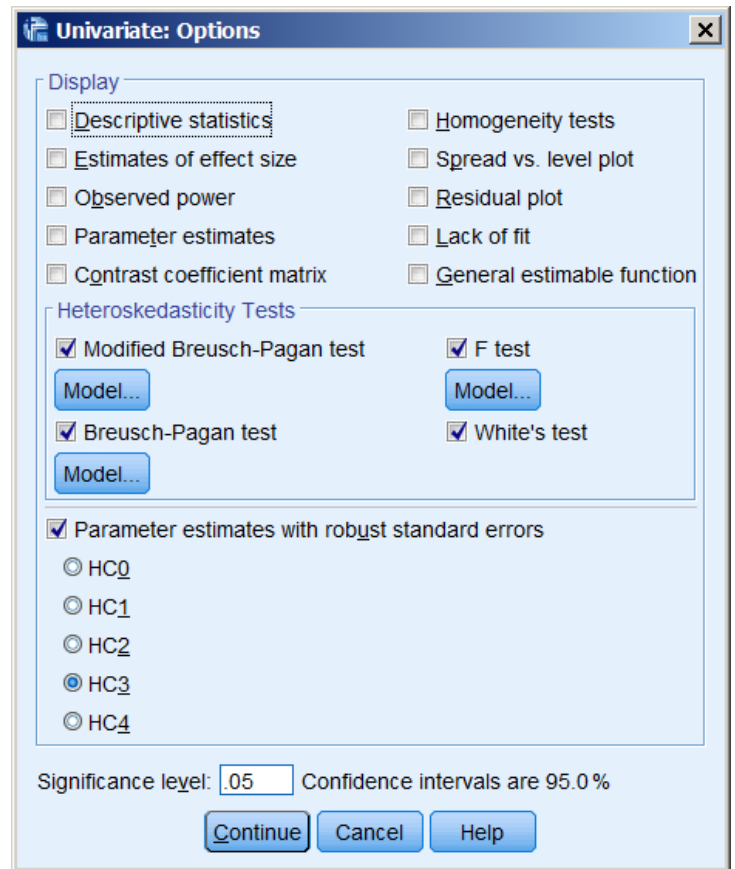 Univariate: Options
Display
Descriptive statistics
Homogeneity tests
Estimates of effect size
Spread vs. level plot
Observed power
Residual plot
Parameter estimates
Lack of fit
Contrast coefficient matrix
General estimable function
Heteroskedasticity Tests
Modified Breusch-Pagan test
F test
Model...
Model...
Breusch-Pagan test
White's test
Model...
Parameter estimates with robust standard errors
HC0
HC1
HC2
HC3
HC4
Significance level: .05 Confidence intervals are 95.0 %
Continue Cancel Help